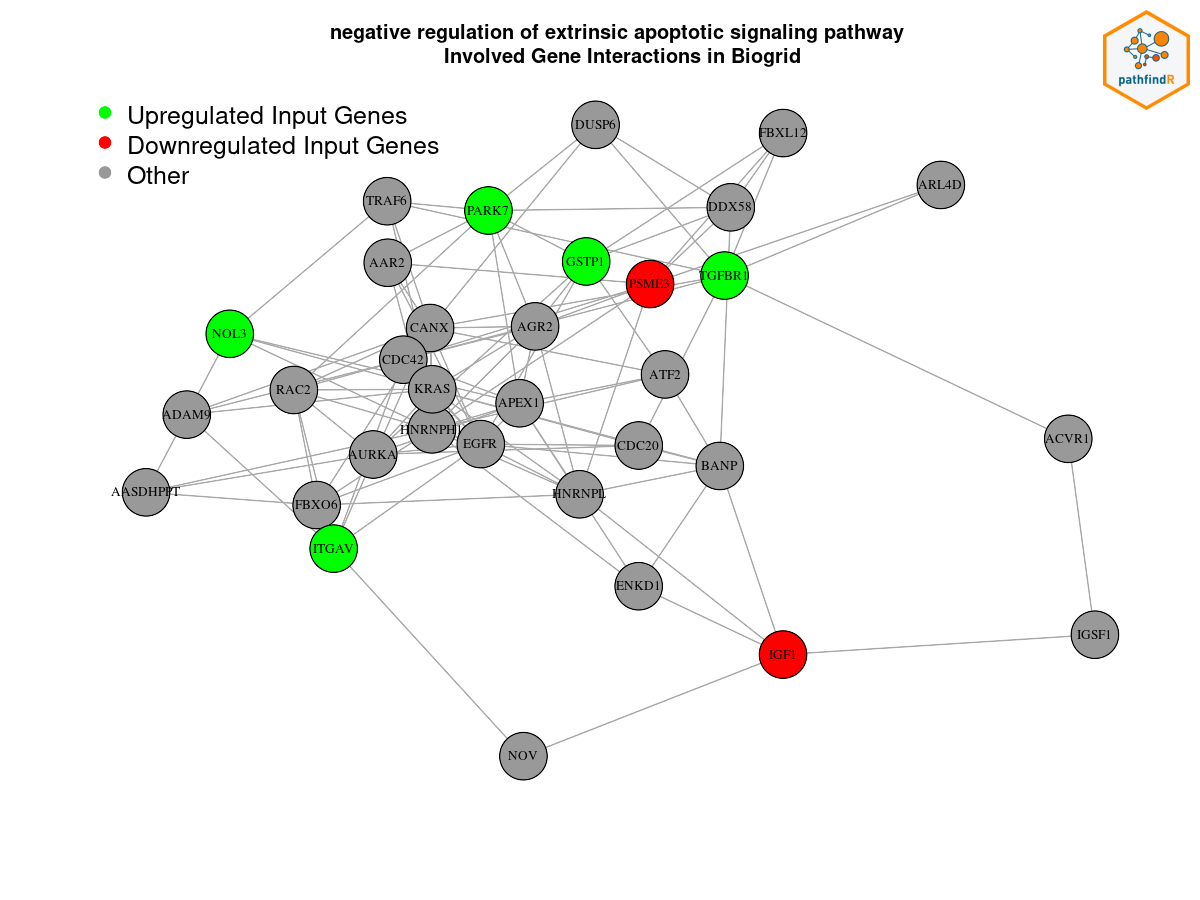 negative regulation of extrinsic apoptotic signaling pathway
Involved Gene Interactions in Biogrid
pathfindR
Upregulated Input Genes
Downregulated Input Genes
Other
DUSP6
FBXL12
ARL4D
TRAF6
PARK7
DDX58
AAR2
GSTP1
PSME3
TGFBR1
NOL3
CANX
AGR2
CDC42
RAC2
KRAS
ATF2
APEX1
ADAM9
HNRNPH1
EGFR
CDC20
ACVR1
AURKA
BANP
AASDHPPT
FBXO6
HNRNPL
ITGAV
ENKD1
IGF1
IGSF1
NOV